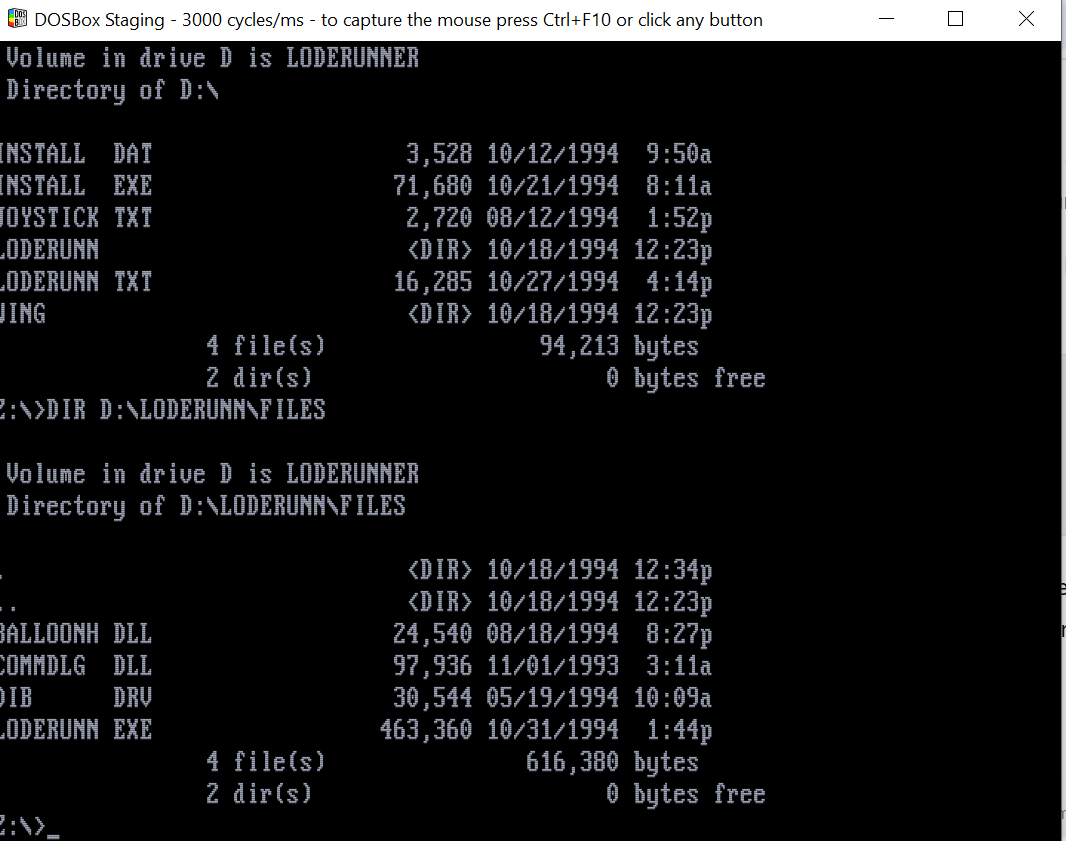 DOSBox Staging - 3000 cycles/ms - to capture the mouse press Ctrl+F10 or click any button
Volume in drive D is LODERUNNER
Directory of D:\
INSTALL  DAT 3,528 10/12/1994  9:50a
INSTALL  EXE 71,680 10/21/1994  8:11a
JOYSTICK TXT 2,720 08/12/1994  1:52p
LODERUNN <DIR> 10/18/1994 12:23p
LODERUNN TXT 16,285 10/27/1994  4:14p
WING <DIR> 10/18/1994 12:23p
4 file(s) 94,213 bytes
2 dir(s) 0 bytes free
Z:\>DIR D:\LODERUNN\FILES
Volume in drive D is LODERUNNER
Directory of D:\LODERUNN\FILES
. <DIR> 10/18/1994 12:34p
.. <DIR> 10/18/1994 12:23p
BALLOONH DLL 24,540 08/18/1994  8:27p
COMMDLG  DLL 97,936 11/01/1993  3:11a
DIB      DRV 30,544 05/19/1994 10:09a
LODERUNN EXE 463,360 10/31/1994  1:44p
4 file(s) 616,380 bytes
2 dir(s) 0 bytes free
Z:\>_